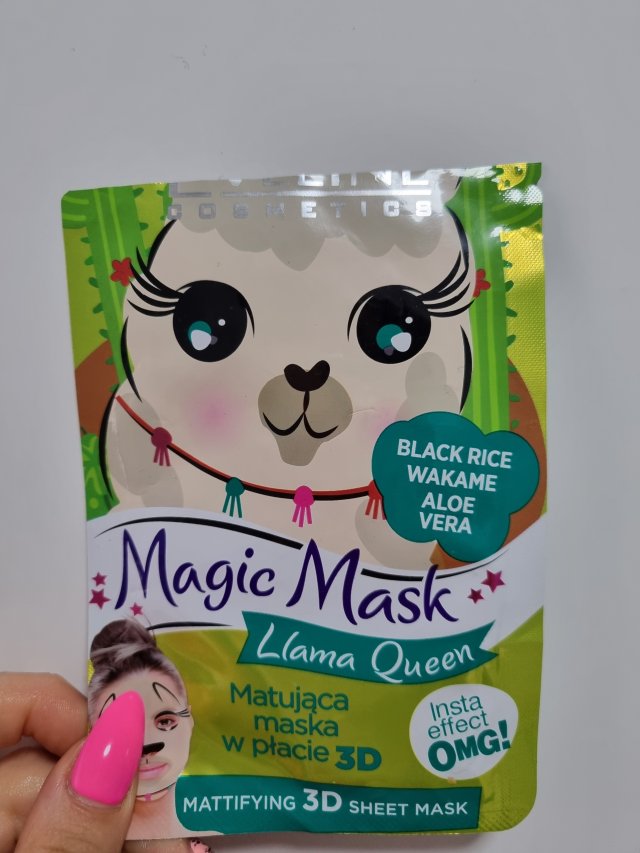 COSMETICS
BLACK RICE
WAKAME
ALOE
VERA
Magic Mask
Llama Queen
Matująca
maska
w płacie 3D
Insta
effect
OMG!
MATTIFYING 3D SHEET MASK